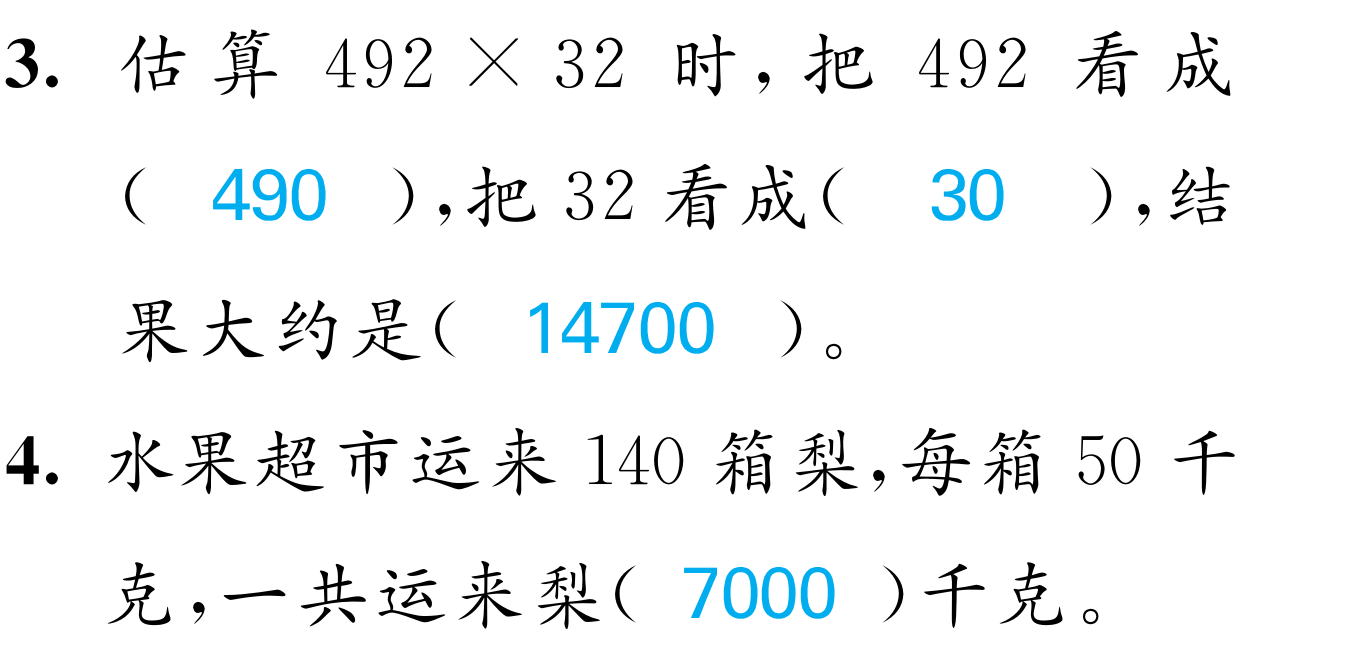 3. 估算 492×32 时,把 492 看成
( 490 ),把 32 看成( 30 ),结
果大约是( 14700 )。
4. 水果超市运来 140 箱梨,每箱 50 千
克,一共运来梨( 7000 )千克。